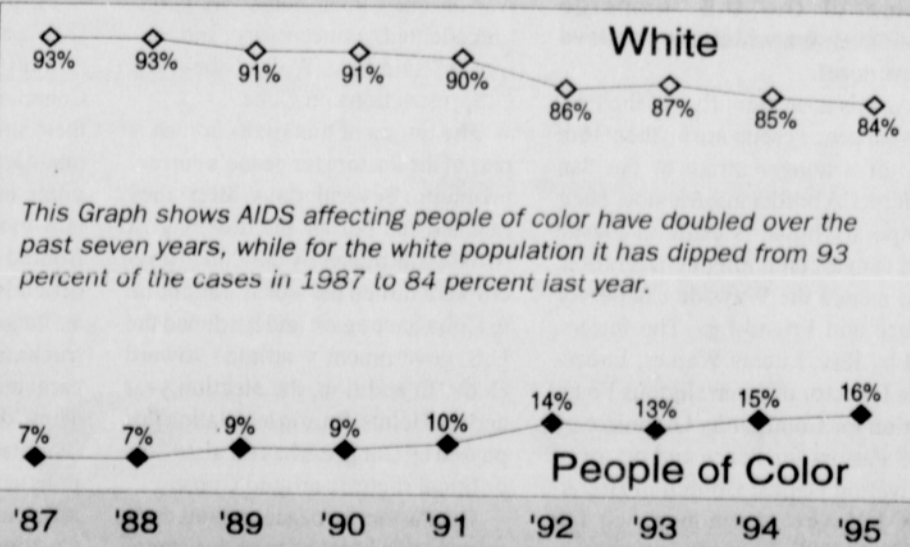 White
93% 93% 91% 91% 90% 86% 87% 85% 84%
This Graph shows AIDS affecting people of color have doubled over the
past seven years, while for the white population it has dipped from 93
percent of the cases in 1987 to 84 percent last year.
7% 7% 9% 9% 10% 14% 13% 15% 16%
People of Color
'87 '88 '89 '90 '91 '92 '93 '94 '95